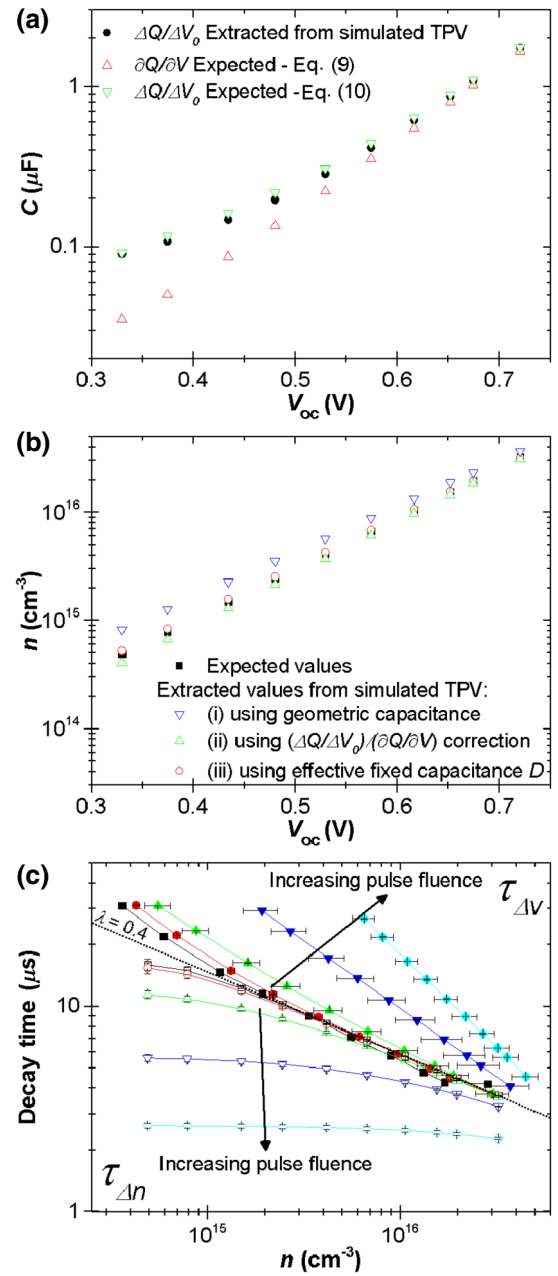 (a)
ΔQ/ΔV₀ Extracted from simulated TPV
∂Q/∂V Expected - Eq. (9)
ΔQ/ΔV₀ Expected -Eq. (10)
1
0.1
C (μF)
0.3 0.4 0.5 0.6 0.7
Voc (V)
(b)
10¹⁶
10¹⁵
10¹⁴
n (cm⁻³)
Expected values
Extracted values from simulated TPV:
(i) using geometric capacitance
(ii) using (ΔQ/ΔV₀)/(∂Q/∂V) correction
(iii) using effective fixed capacitance D
0.3 0.4 0.5 0.6 0.7
Voc (V)
(c)
Increasing pulse fluence
τΔV
λ = 0.4
10
1
Decay time (μs)
Increasing pulse fluence
τΔn
10¹⁵ 10¹⁶
n (cm⁻³)